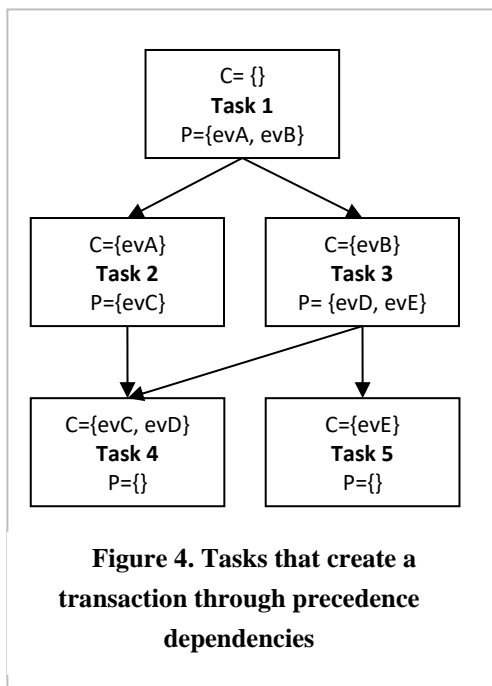 C= {}
Task 1
P={evA, evB}
C={evA}
Task 2
P={evC}
C={evB}
Task 3
P= {evD, evE}
C={evC, evD}
Task 4
P={}
C={evE}
Task 5
P={}
Figure 4. Tasks that create a
transaction through precedence
dependencies